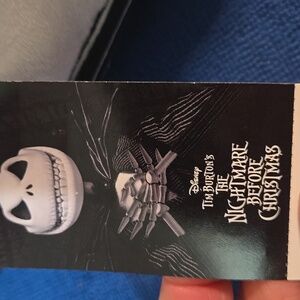 Disney
TIM BURTON'S
THE
NIGHTMARE
BEFORE
CHRISTMAS